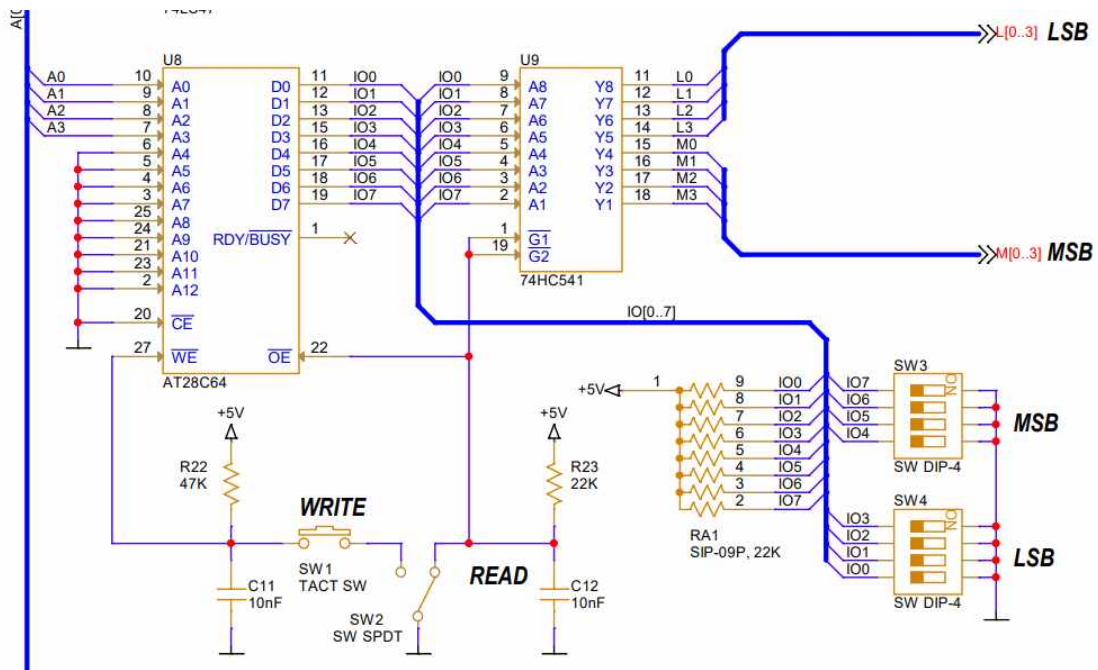 A[0
L[0..3] LSB
U8
U9
A0 10 A0 D0 11 IO0 IO0 9 A8 Y8 11 L0
A1 9 A1 D1 12 IO1 IO1 8 A7 Y7 12 L1
A2 8 A2 D2 13 IO2 IO2 7 A6 Y6 13 L2
A3 7 A3 D3 15 IO3 IO3 6 A5 Y5 14 L3
6 A4 D4 16 IO4 IO4 5 A4 Y4 15 M0
5 A5 D5 17 IO5 IO5 4 A3 Y3 16 M1
4 A6 D6 18 IO6 IO6 3 A2 Y2 17 M2
3 A7 D7 19 IO7 IO7 2 A1 Y1 18 M3
25 A8
24 A9 RDY/BUSY 1 1 G1
21 A10 19 G2 M[0..3] MSB
23 A11
2 A12 74HC541
20 CE IO[0..7]
27 WE OE 22
AT28C64
SW3
+5V 1 9 IO0 IO7 NO
8 IO1 IO6
7 IO2 IO5 MSB
6 IO3 IO4
5 IO4 SW DIP-4
4 IO5
3 IO6 SW4
2 IO7
RA1
SIP-09P, 22K
IO3 NO
IO2
IO1 LSB
IO0
SW DIP-4
+5V
R22
47K
+5V
R23
22K
WRITE
SW1
TACT SW
READ
C11
10nF
SW2
SW SPDT
C12
10nF